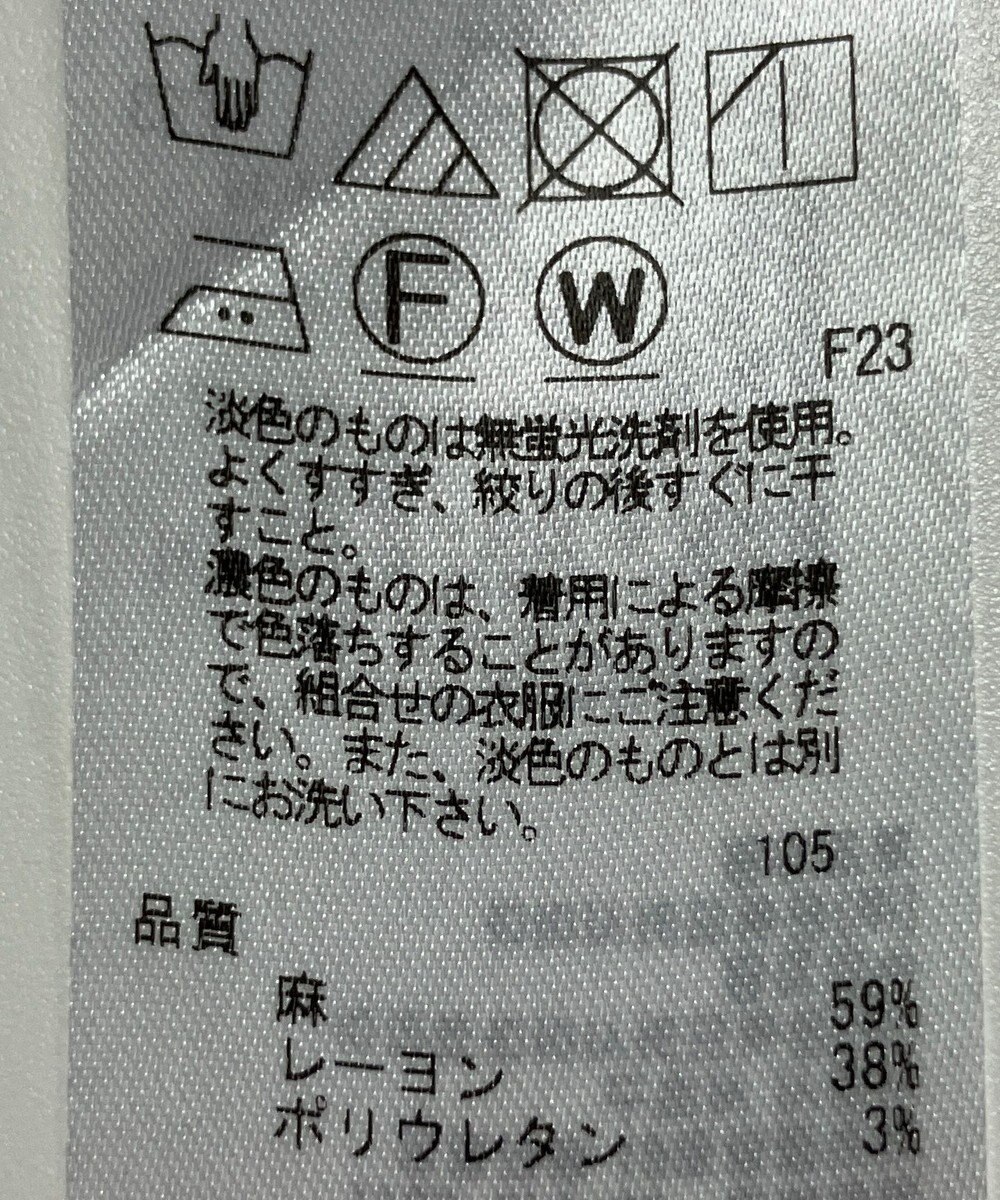 F
W
F23
淡色のものは無蛍光洗剤を使用。
よくすすぎ、絞りの後すぐに干
すこと。
濃色のものは、着用による摩擦
で色落ちすることがありますの
で、組合せの衣服にご注意くだ
さい。また、淡色のものとは別
にお洗い下さい。
105
品質
麻 59%
レーヨン 38%
ポリウレタン 3%